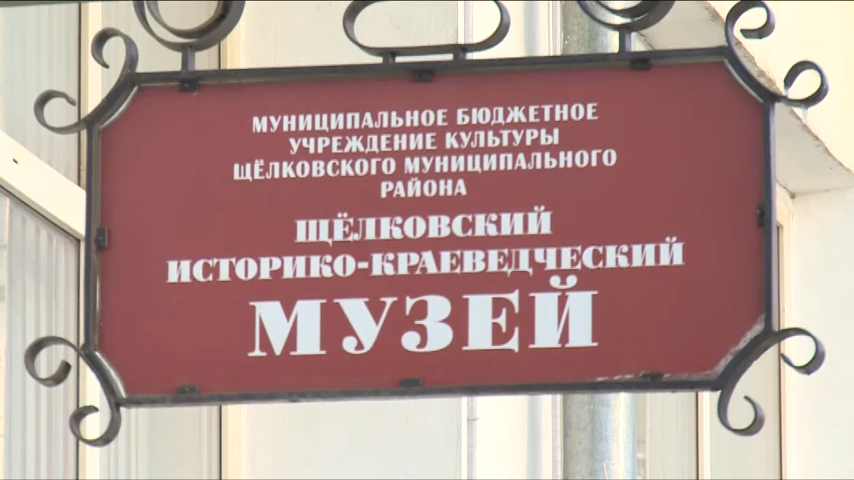 МУНИЦИПАЛЬНОЕ БЮДЖЕТНОЕ
УЧРЕЖДЕНИЕ КУЛЬТУРЫ
ЩЁЛКОВСКОГО МУНИЦИПАЛЬНОГО
РАЙОНА
ЩЁЛКОВСКИЙ
ИСТОРИКО-КРАЕВЕДЧЕСКИЙ
МУЗЕЙ